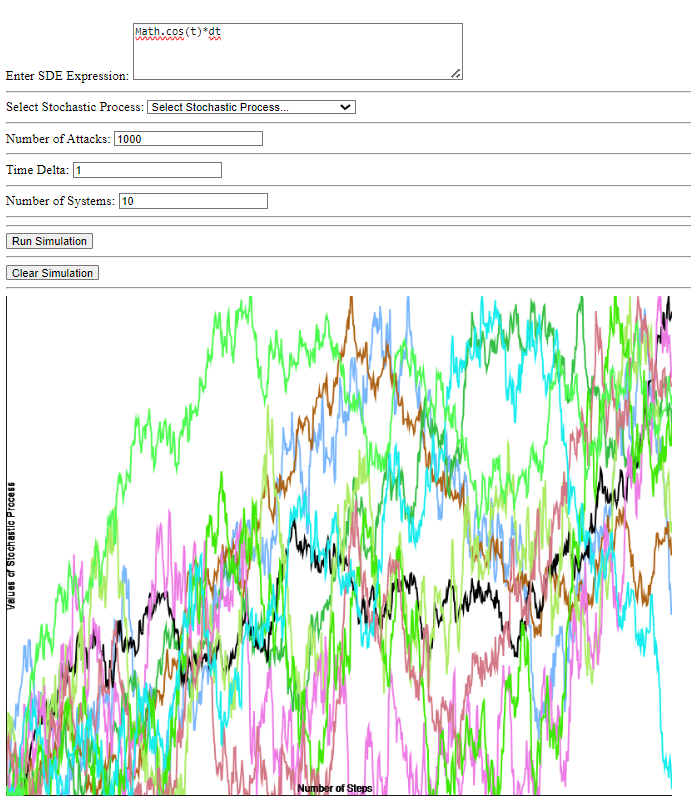 Math.cos(t)*dt
Enter SDE Expression:
Select Stochastic Process: Select Stochastic Process...
Number of Attacks: 1000
Time Delta: 1
Number of Systems: 10
Run Simulation
Clear Simulation
Values of Stochastic Process
Number of Steps